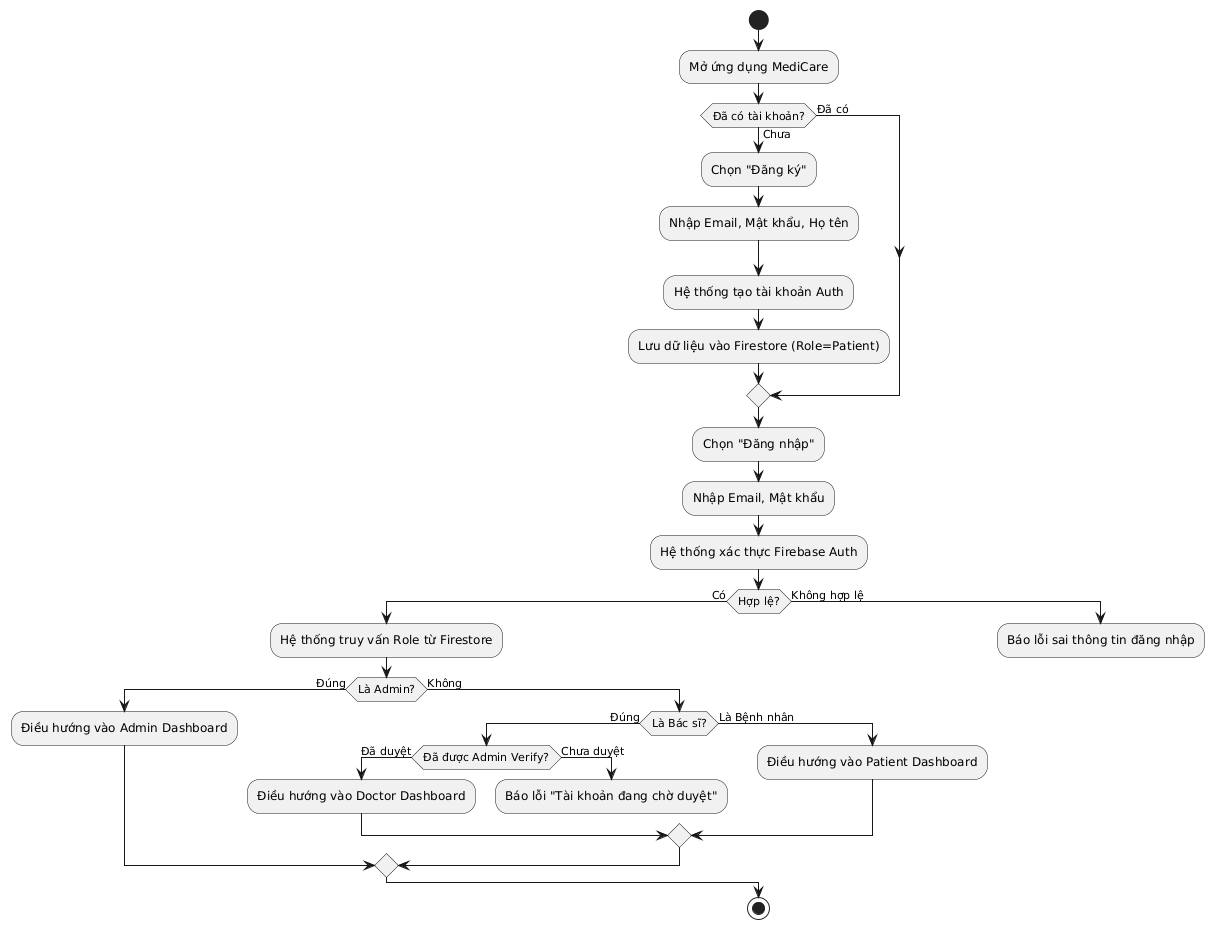 Mở ứng dụng MediCare
Đã có tài khoản?
Đã có
Chưa
Chọn "Đăng ký"
Nhập Email, Mật khẩu, Họ tên
Hệ thống tạo tài khoản Auth
Lưu dữ liệu vào Firestore (Role=Patient)
Chọn "Đăng nhập"
Nhập Email, Mật khẩu
Hệ thống xác thực Firebase Auth
Có
Hợp lệ?
Không hợp lệ
Hệ thống truy vấn Role từ Firestore
Báo lỗi sai thông tin đăng nhập
Đúng
Là Admin?
Không
Điều hướng vào Admin Dashboard
Đúng
Là Bác sĩ?
Là Bệnh nhân
Đã duyệt
Đã được Admin Verify?
Chưa duyệt
Điều hướng vào Patient Dashboard
Điều hướng vào Doctor Dashboard
Báo lỗi "Tài khoản đang chờ duyệt"